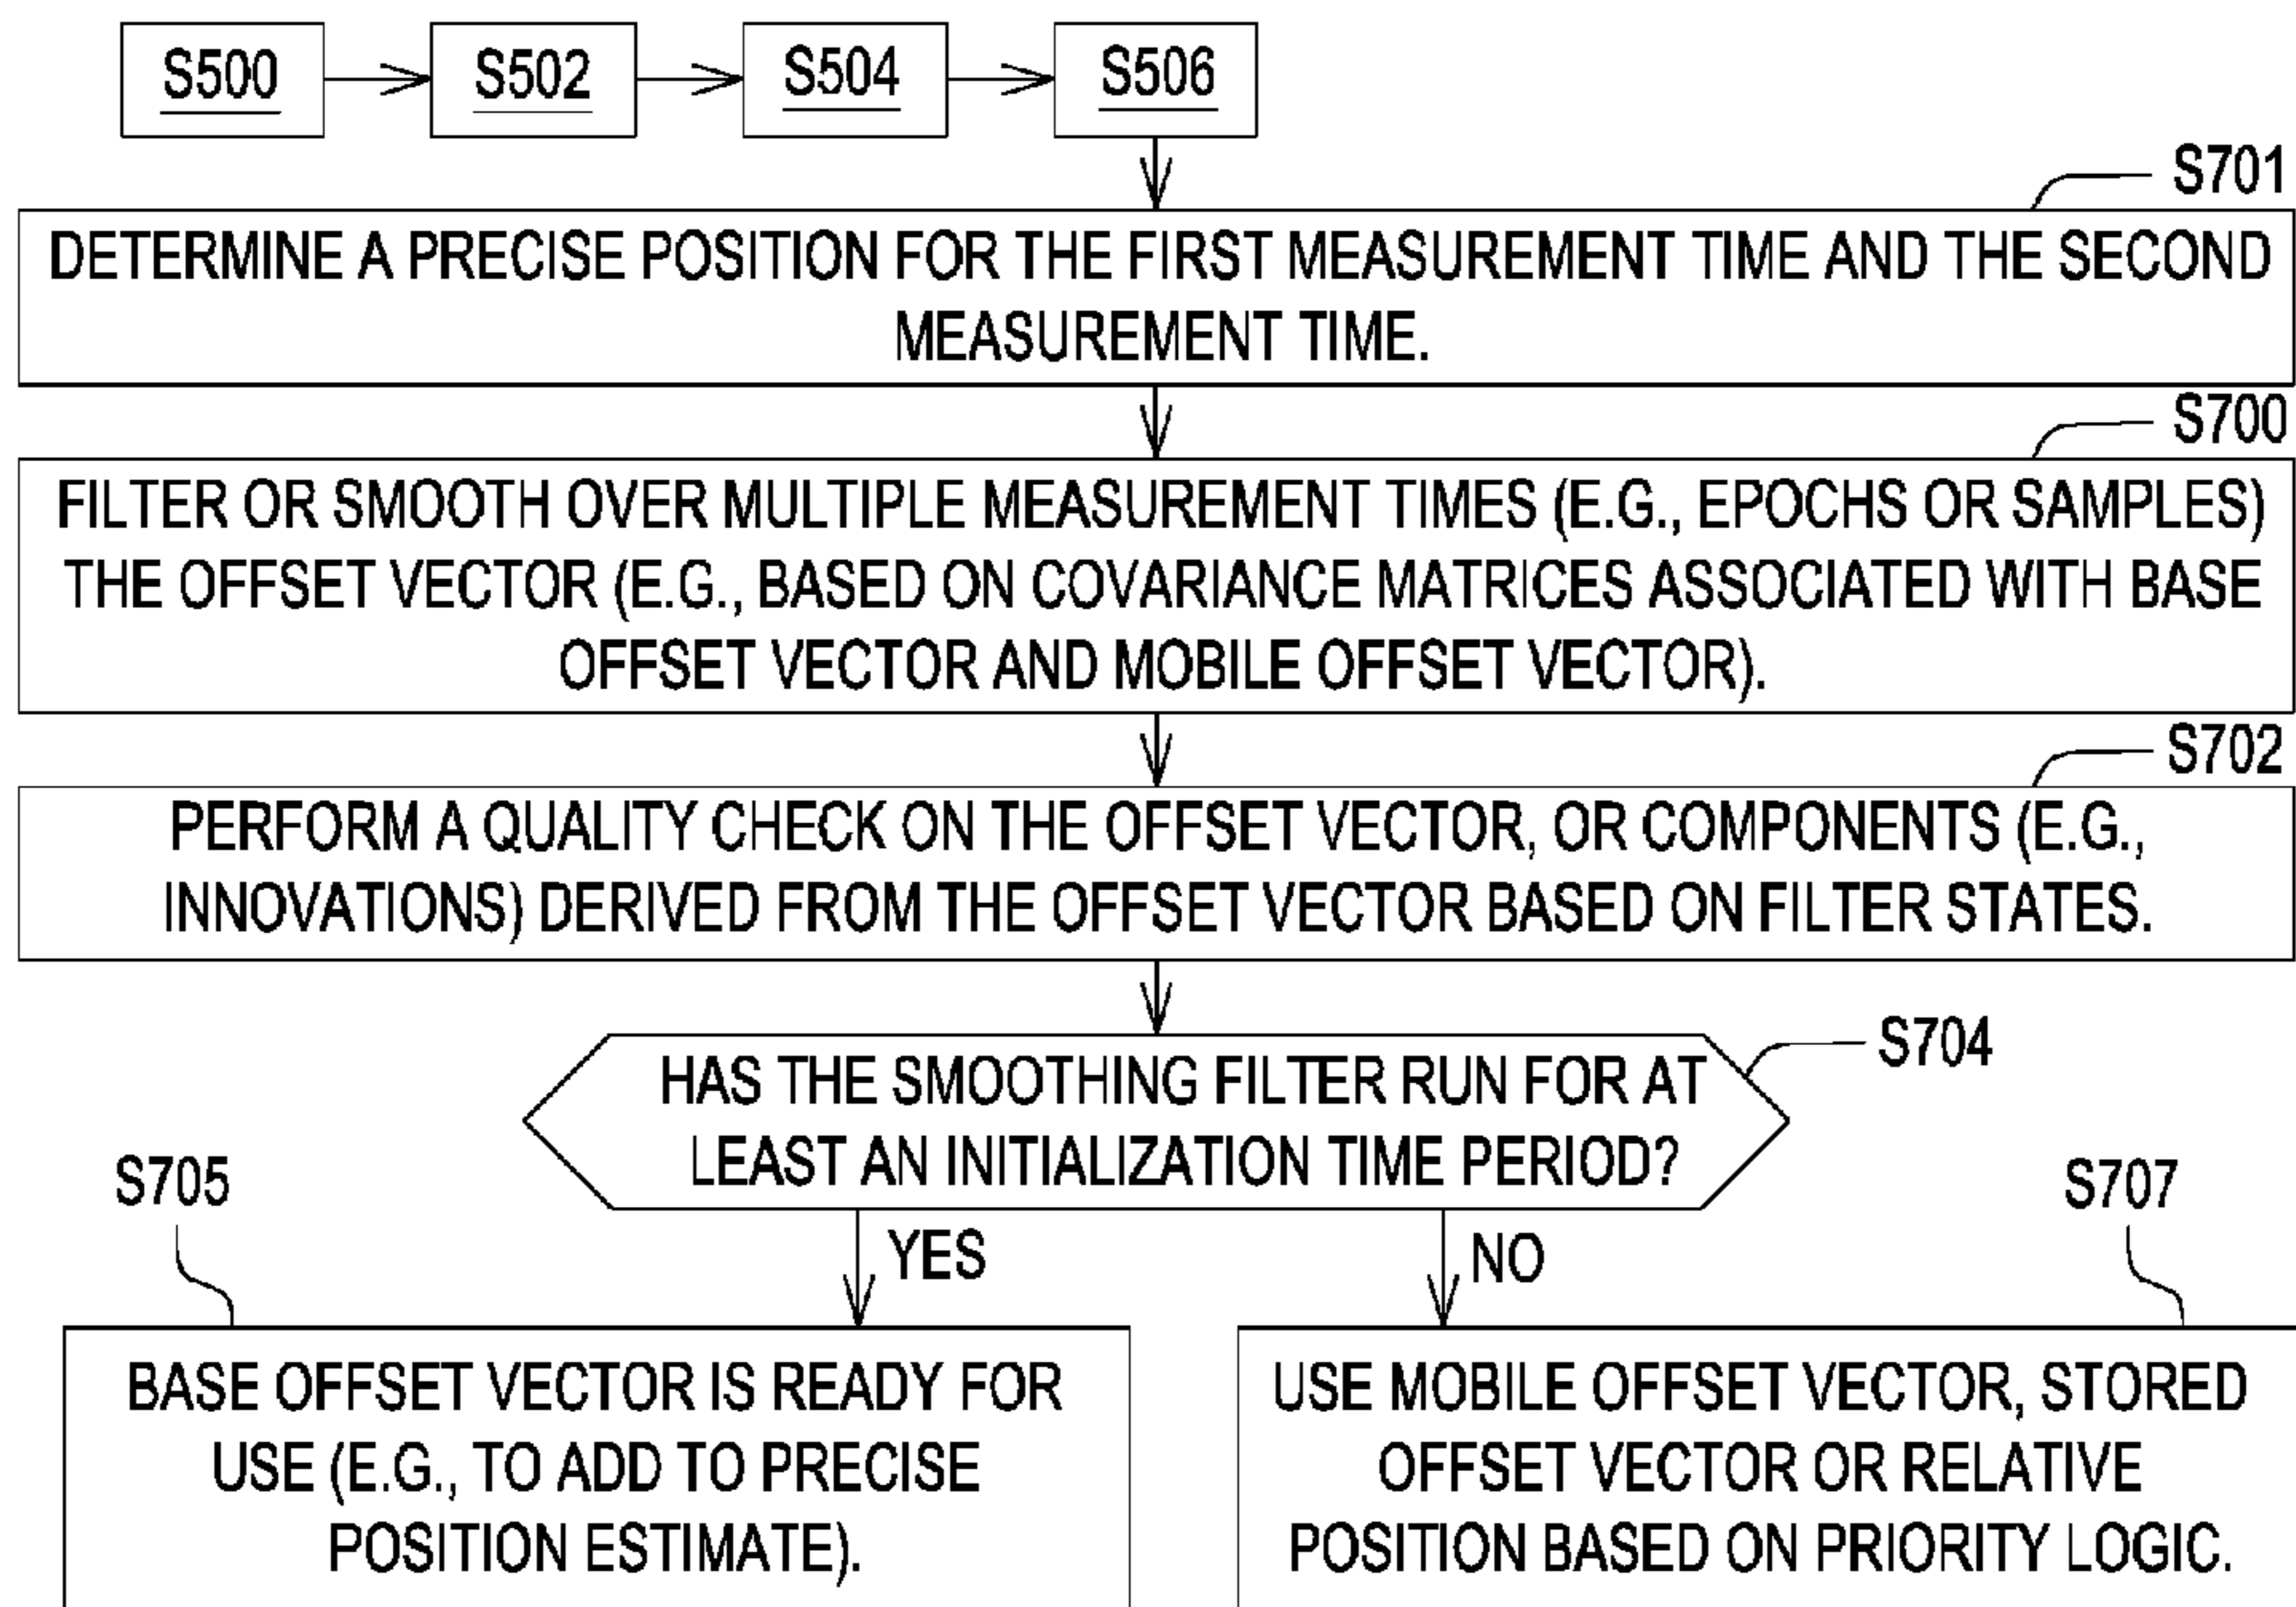 S500
S502
S504
S506
S701
DETERMINE A PRECISE POSITION FOR THE FIRST MEASUREMENT TIME AND THE SECOND
MEASUREMENT TIME.
S700
FILTER OR SMOOTH OVER MULTIPLE MEASUREMENT TIMES (E.G., EPOCHS OR SAMPLES)
THE OFFSET VECTOR (E.G., BASED ON COVARIANCE MATRICES ASSOCIATED WITH BASE
OFFSET VECTOR AND MOBILE OFFSET VECTOR).
S702
PERFORM A QUALITY CHECK ON THE OFFSET VECTOR, OR COMPONENTS (E.G.,
INNOVATIONS) DERIVED FROM THE OFFSET VECTOR BASED ON FILTER STATES.
S704
HAS THE SMOOTHING FILTER RUN FOR AT
LEAST AN INITIALIZATION TIME PERIOD?
S705
S707
YES
NO
BASE OFFSET VECTOR IS READY FOR
USE (E.G., TO ADD TO PRECISE
POSITION ESTIMATE).
USE MOBILE OFFSET VECTOR, STORED
OFFSET VECTOR OR RELATIVE
POSITION BASED ON PRIORITY LOGIC.